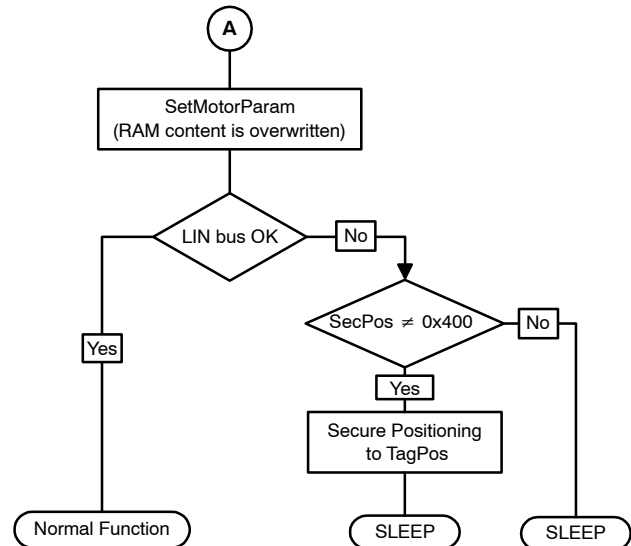 A
SetMotorParam
(RAM content is overwritten)
LIN bus OK
No
SecPos ≠ 0x400
No
Yes
Yes
Secure Positioning
to TagPos
Normal Function
SLEEP
SLEEP